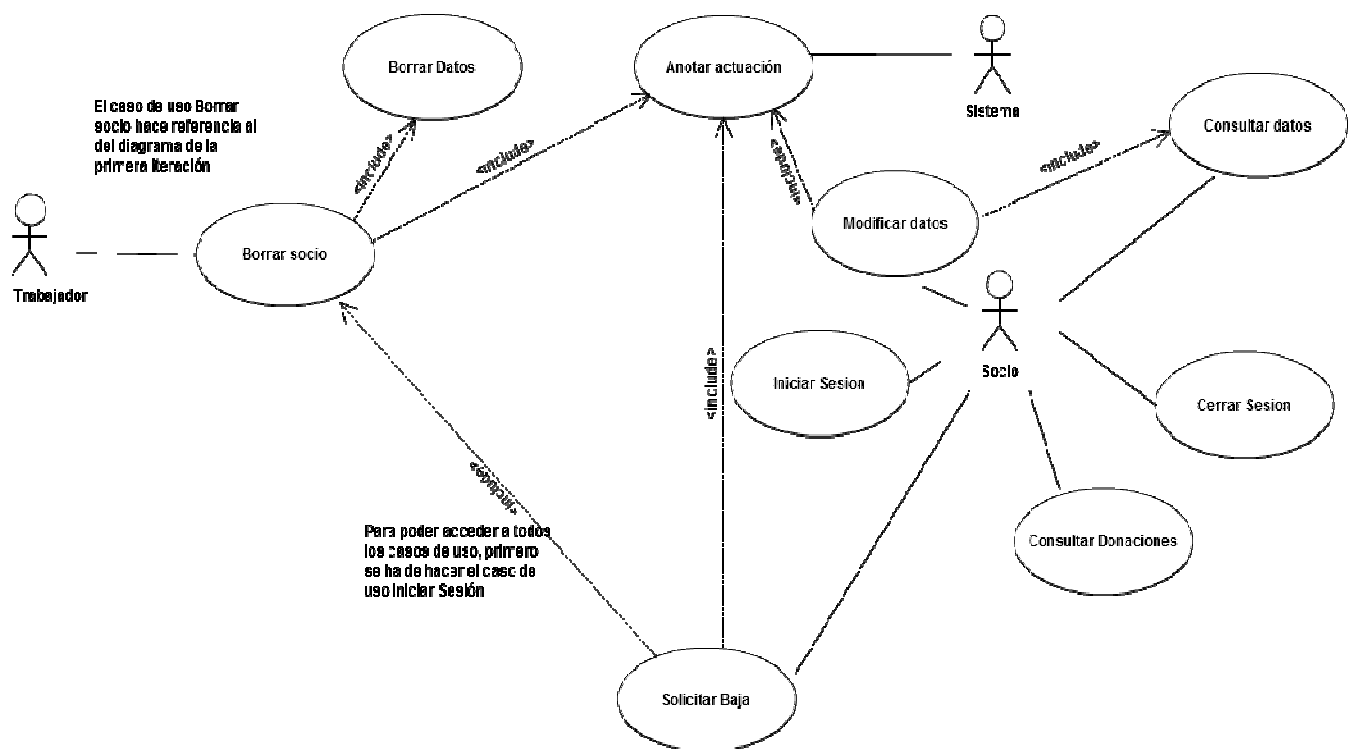 Borrar Datos
Anotar actuación
Sistema
Consultar datos
El caso de uso Borrar
socio hace referencia al
del diagrama de la
primera iteración
<include>
<include>
<include>
<include>
Modificar datos
Borrar socio
Trabajador
Iniciar Sesion
Socio
<include>
Cerrar Sesion
<include>
Para poder acceder a todos
los casos de uso, primero
se ha de hacer el caso de
uso Iniciar Sesión
Consultar Donaciones
Solicitar Baja